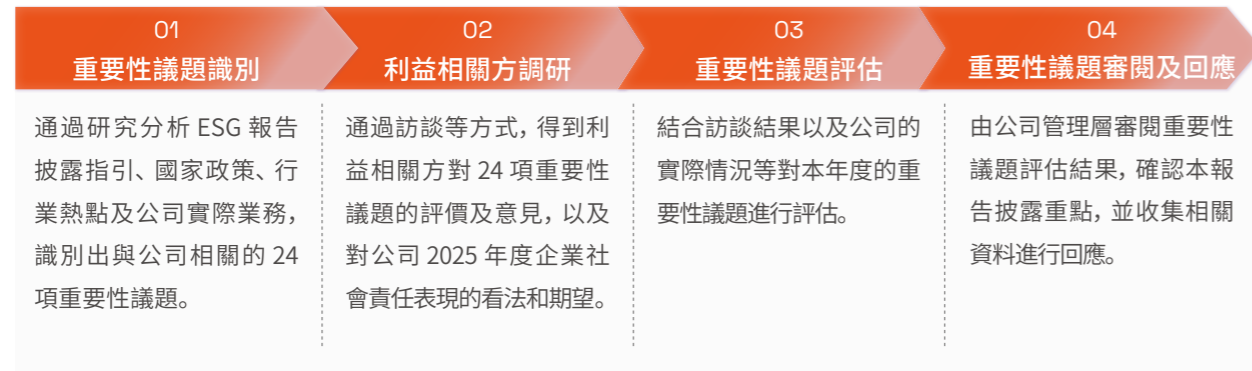 01
重要性議題識別
通過研究分析 ESG 報告
披露指引、國家政策、行
業熱點及公司實際業務，
識別出與公司相關的 24
項重要性議題。
02
利益相關方調研
通過訪談等方式，得到利
益相關方對 24 項重要性
議題的評價及意見，以及
對公司 2025 年度企業社
會責任表現的看法和期望。
03
重要性議題評估
結合訪談結果以及公司的
實際情況等對本年度的重
要性議題進行評估。
04
重要性議題審閱及回應
由公司管理層審閱重要性
議題評估結果，確認本報
告披露重點，並收集相關
資料進行回應。